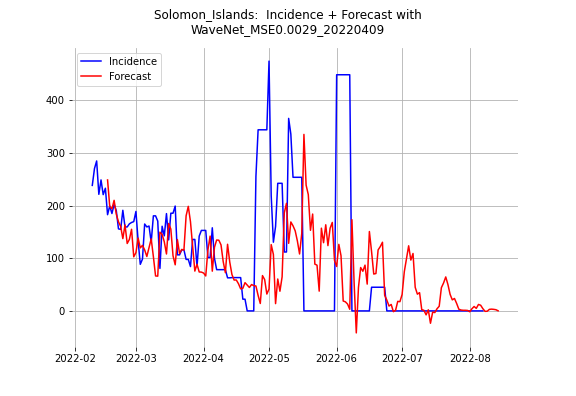 Solomon_Islands:  Incidence + Forecast with
WaveNet_MSE0.0029_20220409
Incidence
Forecast
400
300
200
100
0
2022-02 2022-03 2022-04 2022-05 2022-06 2022-07 2022-08